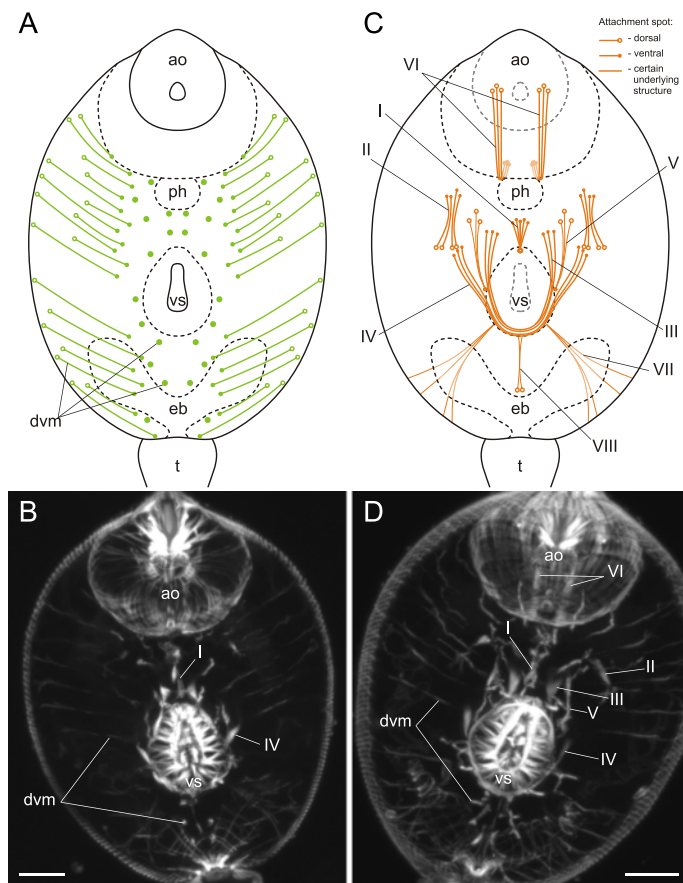 A
ao
ph
vs
eb
dvm
t
C
Attachment spot:
- dorsal
- ventral
- certain
underlying
structure
ao
VI
I
II
V
ph
vs
IV
III
VII
eb
VIII
t
B
ao
I
IV
vs
dvm
D
ao
VI
I
II
III
V
dvm
IV
vs